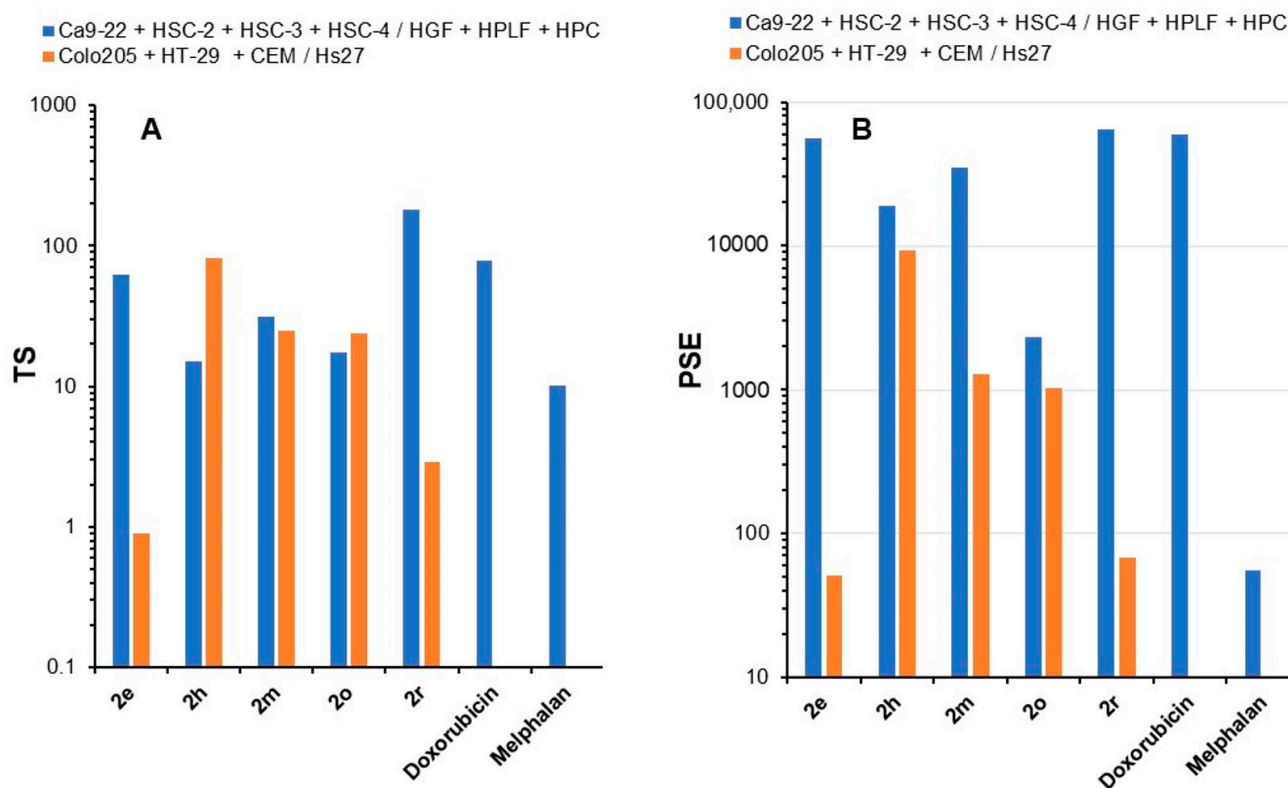 Ca9-22 + HSC-2 + HSC-3 + HSC-4 / HGF + HPLF + HPC
Colo205 + HT-29 + CEM / Hs27
A
TS
1000
100
10
1
0.1
2e
2h
2m
2o
2r
Doxorubicin
Melphalan
Ca9-22 + HSC-2 + HSC-3 + HSC-4 / HGF + HPLF + HPC
Colo205 + HT-29 + CEM / Hs27
B
PSE
100,000
10000
1000
100
10
2e
2h
2m
2o
2r
Doxorubicin
Melphalan